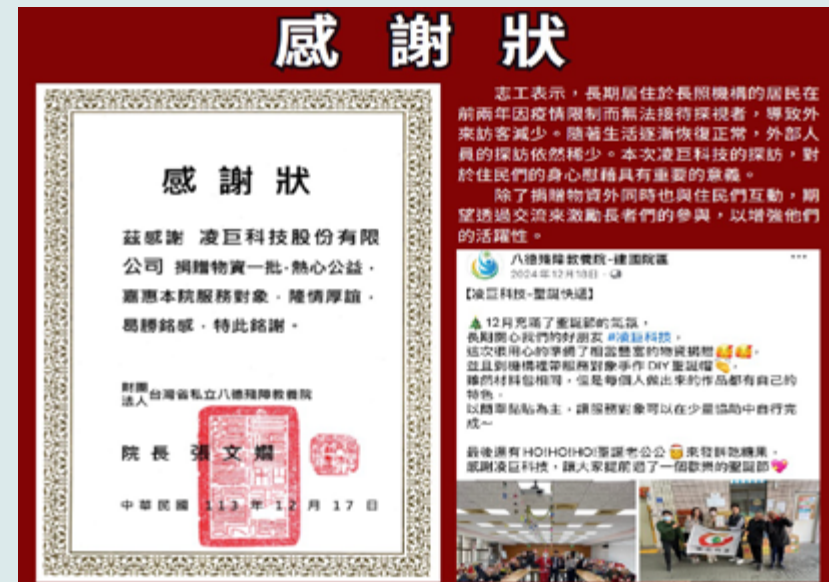 感 謝 狀
感 謝 狀
茲感謝 凌巨科技股份有限
公司 捐贈物資一批,熱心公益,
嘉惠本院服務對象,隆情厚誼,
曷勝銘感,特此銘謝。
財團
法人 台灣省私立八德殘障教養院
院 長 張 文 嫺
中 華 民 國 113 年 12 月 17 日
志工表示,長期居住於長照機構的居民在
前兩年因疫情限制而無法接待探視者,導致外
來訪客減少。隨著生活逐漸恢復正常,外部人
員的探訪依然稀少。本次凌巨科技的探訪,對
於住民們的身心慰藉具有重要的意義。
除了捐贈物資外同時也與住民們互動,期
望透過交流來激勵長者們的參與,以增強他們
的活躍性。
八德殘障教養院-建國院區
2024年12月18日
【凌巨科技-聖誕快遞】
🎄12月充滿了聖誕節的氣氛,
長期關心我們的好朋友 #凌巨科技,
這次很用心的準備了相當豐富的物資捐贈🥰🥰,
並且到機構裡帶服務對象手作DIY聖誕帽👏,
雖然材料包相同,但是每個人做出來的作品都有自己的
特色,
以簡單黏貼為主,讓服務對象可以在少量協助中自行完
成~
最後還有HO!HO!HO!聖誕老公公🎅來發餅乾糖果,
感謝凌巨科技,讓大家提前過了一個歡樂的聖誕節💖